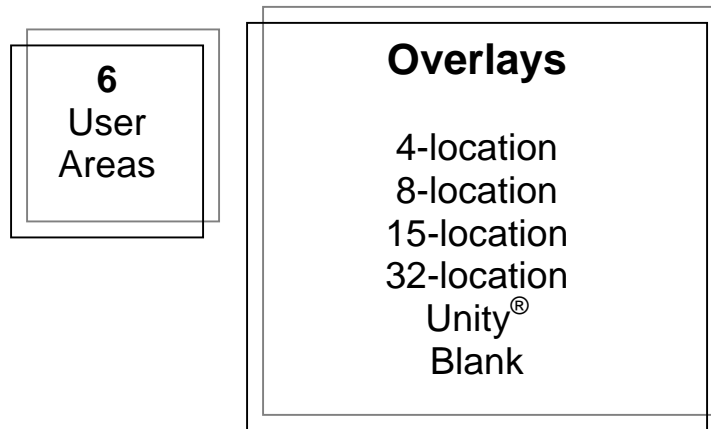 6
User
Areas
Overlays
4-location
8-location
15-location
32-location
Unity®
Blank